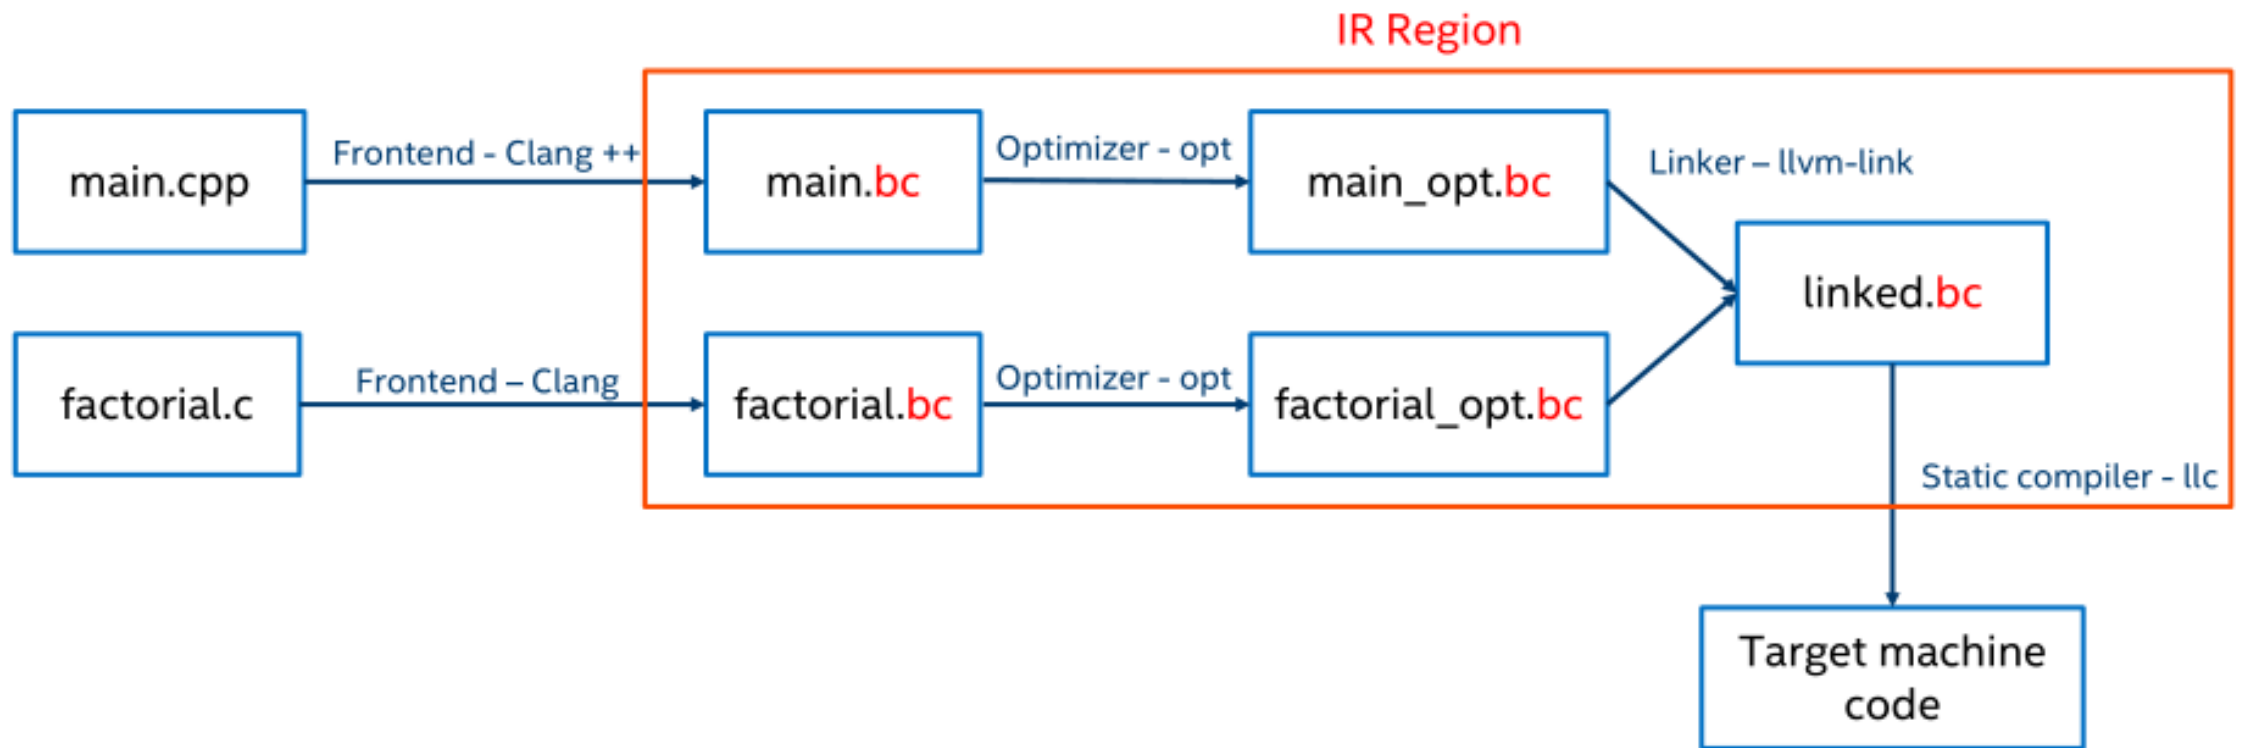 IR Region
main.cpp
Frontend - Clang ++
main.bc
Optimizer - opt
main_opt.bc
Linker – llvm-link
linked.bc
factorial.c
Frontend – Clang
factorial.bc
Optimizer - opt
factorial_opt.bc
Static compiler - llc
Target machine
code